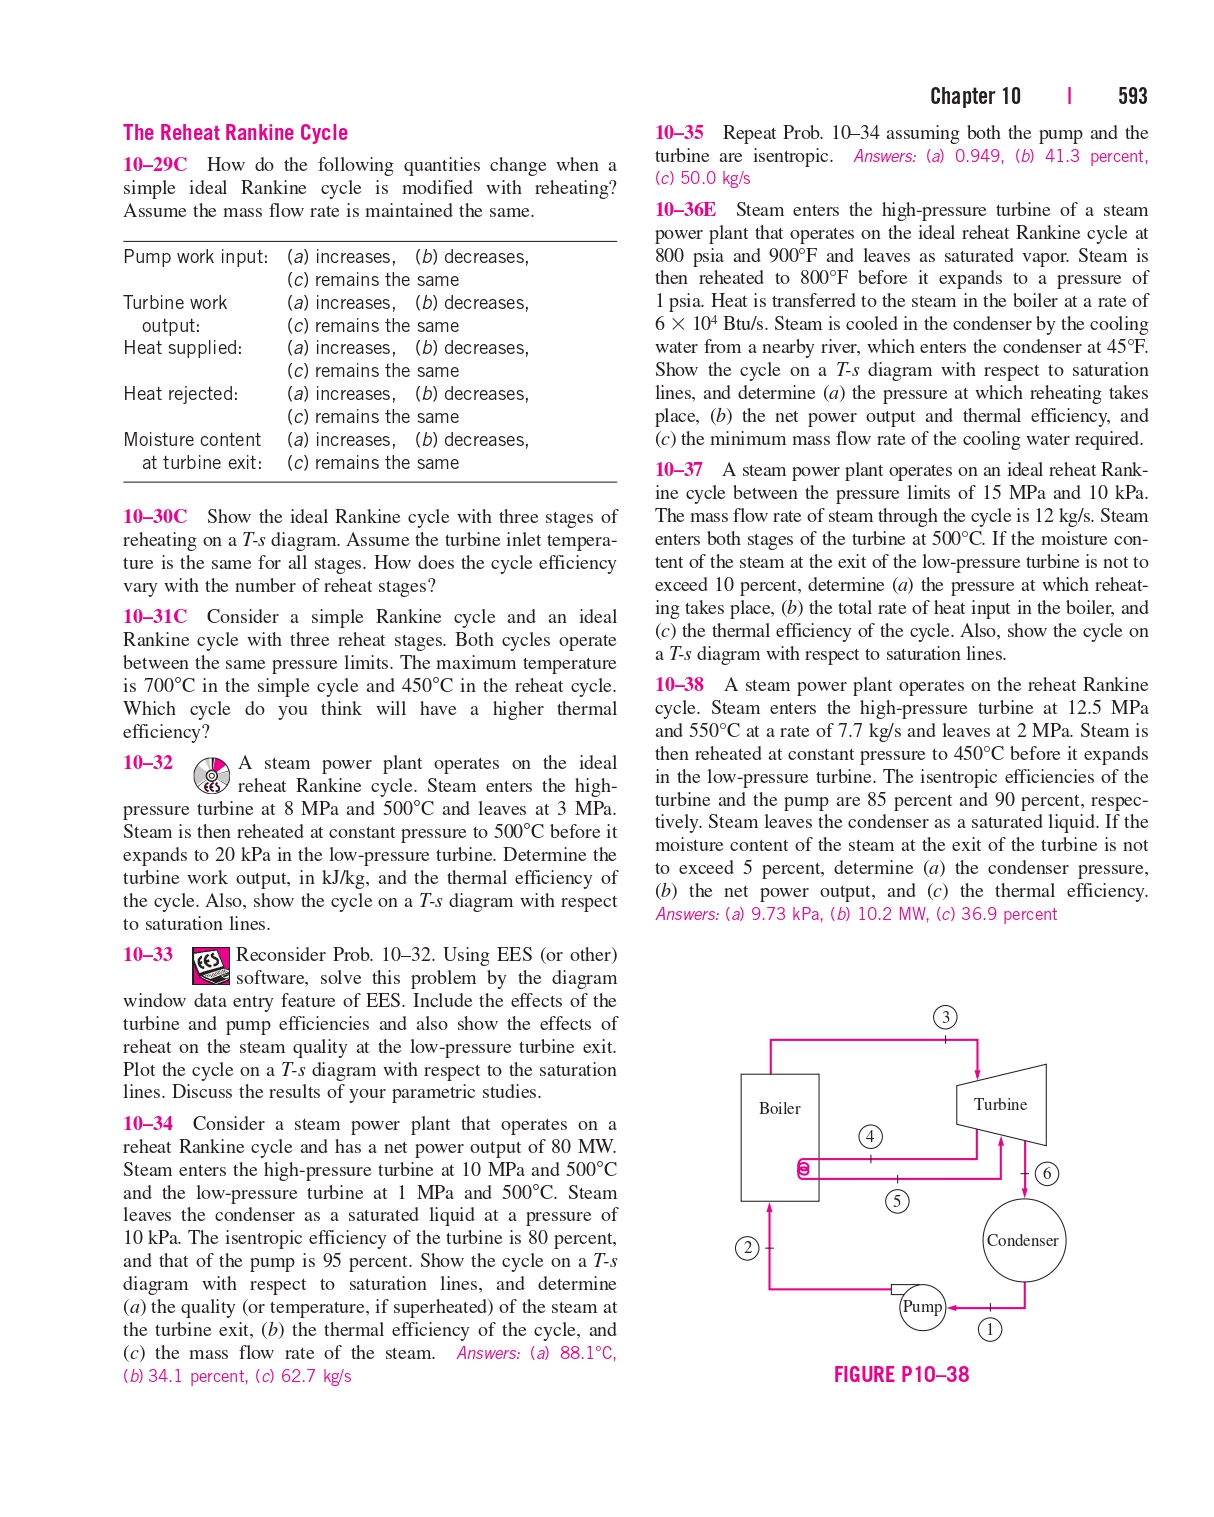 Chapter 10 | 593
The Reheat Rankine Cycle
10–29C How do the following quantities change when a
simple ideal Rankine cycle is modified with reheating?
Assume the mass flow rate is maintained the same.
Pump work input: (a) increases, (b) decreases,
(c) remains the same
Turbine work (a) increases, (b) decreases,
output: (c) remains the same
Heat supplied: (a) increases, (b) decreases,
(c) remains the same
Heat rejected: (a) increases, (b) decreases,
(c) remains the same
Moisture content (a) increases, (b) decreases,
at turbine exit: (c) remains the same
10–30C Show the ideal Rankine cycle with three stages of
reheating on a T-s diagram. Assume the turbine inlet tempera-
ture is the same for all stages. How does the cycle efficiency
vary with the number of reheat stages?
10–31C Consider a simple Rankine cycle and an ideal
Rankine cycle with three reheat stages. Both cycles operate
between the same pressure limits. The maximum temperature
is 700°C in the simple cycle and 450°C in the reheat cycle.
Which cycle do you think will have a higher thermal
efficiency?
10–32 EES A steam power plant operates on the ideal
reheat Rankine cycle. Steam enters the high-
pressure turbine at 8 MPa and 500°C and leaves at 3 MPa.
Steam is then reheated at constant pressure to 500°C before it
expands to 20 kPa in the low-pressure turbine. Determine the
turbine work output, in kJ/kg, and the thermal efficiency of
the cycle. Also, show the cycle on a T-s diagram with respect
to saturation lines.
10–33 EES Reconsider Prob. 10–32. Using EES (or other)
software, solve this problem by the diagram
window data entry feature of EES. Include the effects of the
turbine and pump efficiencies and also show the effects of
reheat on the steam quality at the low-pressure turbine exit.
Plot the cycle on a T-s diagram with respect to the saturation
lines. Discuss the results of your parametric studies.
10–34 Consider a steam power plant that operates on a
reheat Rankine cycle and has a net power output of 80 MW.
Steam enters the high-pressure turbine at 10 MPa and 500°C
and the low-pressure turbine at 1 MPa and 500°C. Steam
leaves the condenser as a saturated liquid at a pressure of
10 kPa. The isentropic efficiency of the turbine is 80 percent,
and that of the pump is 95 percent. Show the cycle on a T-s
diagram with respect to saturation lines, and determine
(a) the quality (or temperature, if superheated) of the steam at
the turbine exit, (b) the thermal efficiency of the cycle, and
(c) the mass flow rate of the steam. Answers: (a) 88.1°C,
(b) 34.1 percent, (c) 62.7 kg/s
10–35 Repeat Prob. 10–34 assuming both the pump and the
turbine are isentropic. Answers: (a) 0.949, (b) 41.3 percent,
(c) 50.0 kg/s
10–36E Steam enters the high-pressure turbine of a steam
power plant that operates on the ideal reheat Rankine cycle at
800 psia and 900°F and leaves as saturated vapor. Steam is
then reheated to 800°F before it expands to a pressure of
1 psia. Heat is transferred to the steam in the boiler at a rate of
6 × 10⁴ Btu/s. Steam is cooled in the condenser by the cooling
water from a nearby river, which enters the condenser at 45°F.
Show the cycle on a T-s diagram with respect to saturation
lines, and determine (a) the pressure at which reheating takes
place, (b) the net power output and thermal efficiency, and
(c) the minimum mass flow rate of the cooling water required.
10–37 A steam power plant operates on an ideal reheat Rank-
ine cycle between the pressure limits of 15 MPa and 10 kPa.
The mass flow rate of steam through the cycle is 12 kg/s. Steam
enters both stages of the turbine at 500°C. If the moisture con-
tent of the steam at the exit of the low-pressure turbine is not to
exceed 10 percent, determine (a) the pressure at which reheat-
ing takes place, (b) the total rate of heat input in the boiler, and
(c) the thermal efficiency of the cycle. Also, show the cycle on
a T-s diagram with respect to saturation lines.
10–38 A steam power plant operates on the reheat Rankine
cycle. Steam enters the high-pressure turbine at 12.5 MPa
and 550°C at a rate of 7.7 kg/s and leaves at 2 MPa. Steam is
then reheated at constant pressure to 450°C before it expands
in the low-pressure turbine. The isentropic efficiencies of the
turbine and the pump are 85 percent and 90 percent, respec-
tively. Steam leaves the condenser as a saturated liquid. If the
moisture content of the steam at the exit of the turbine is not
to exceed 5 percent, determine (a) the condenser pressure,
(b) the net power output, and (c) the thermal efficiency.
Answers: (a) 9.73 kPa, (b) 10.2 MW, (c) 36.9 percent
3
Boiler
Turbine
4
6
5
2
Condenser
Pump
1
FIGURE P10–38